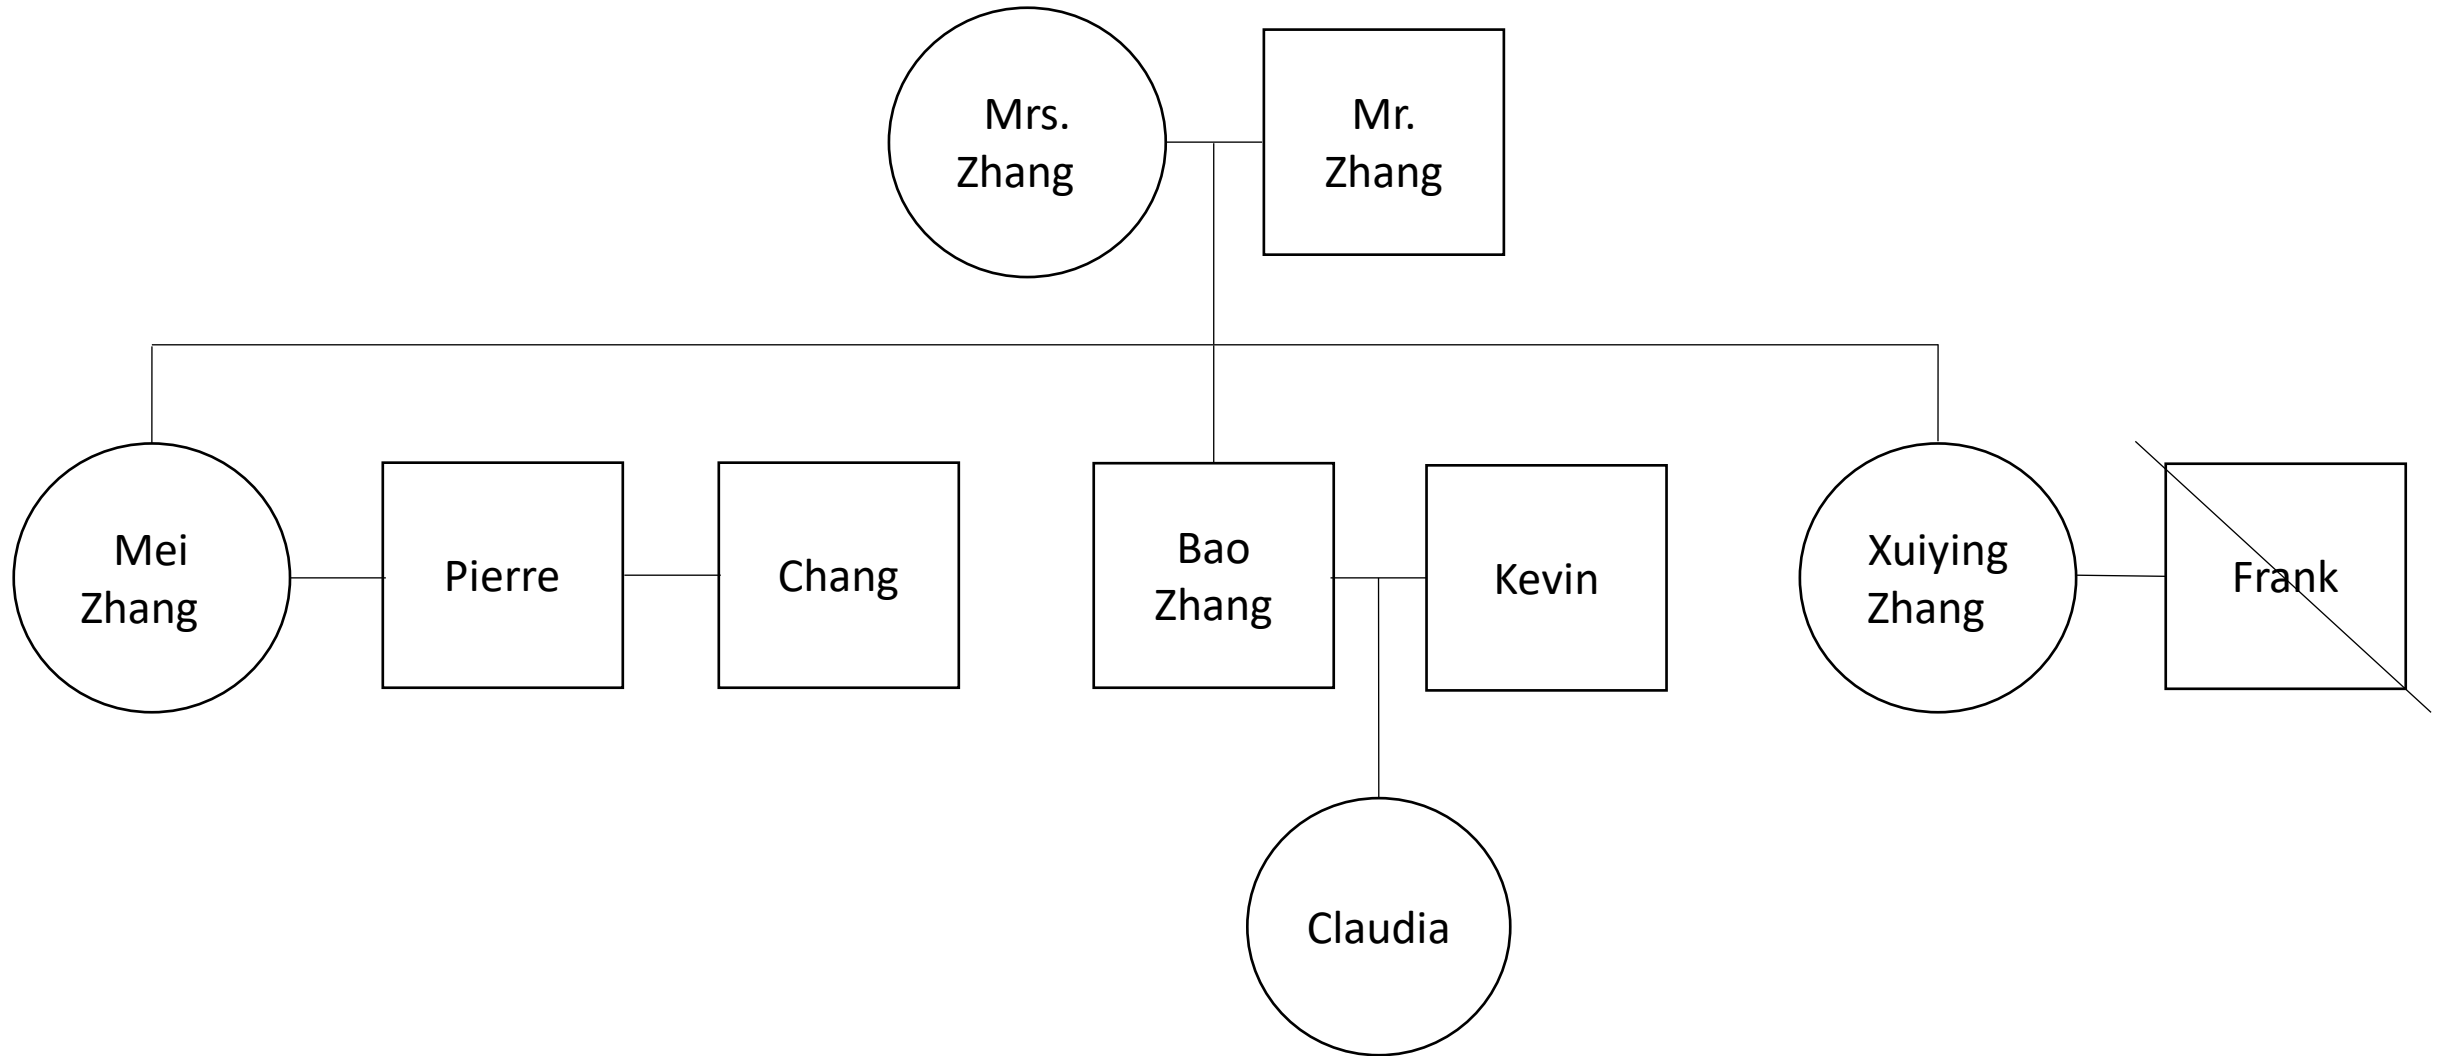 Mrs.
Zhang
Mr.
Zhang
Mei
Zhang
Pierre
Chang
Bao
Zhang
Kevin
Xuiying
Zhang
Frank
Claudia